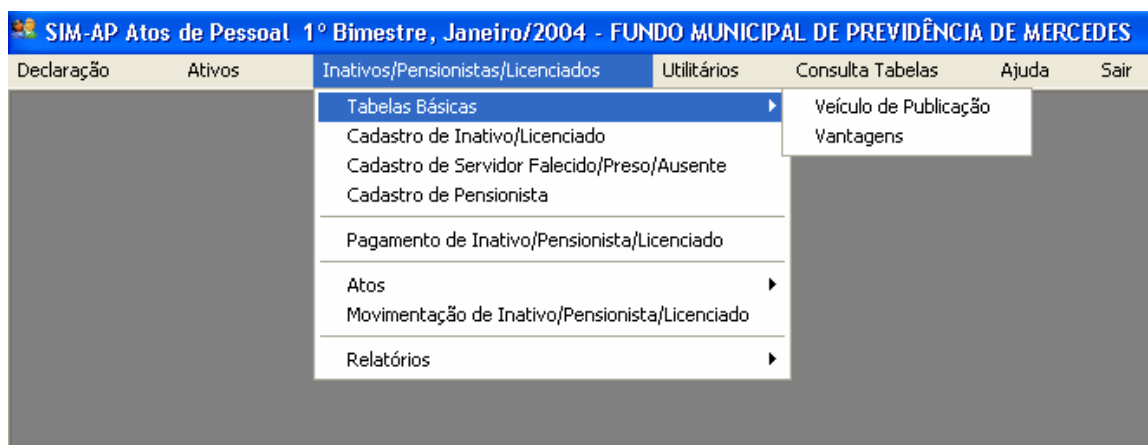 SIM-AP Atos de Pessoal 1º Bimestre, Janeiro/2004 - FUNDO MUNICIPAL DE PREVIDÊNCIA DE MERCEDES
Declaração Ativos Inativos/Pensionistas/Licenciados Utilitários Consulta Tabelas Ajuda Sair
Tabelas Básicas
Veículo de Publicação
Vantagens
Cadastro de Inativo/Licenciado
Cadastro de Servidor Falecido/Preso/Ausente
Cadastro de Pensionista
Pagamento de Inativo/Pensionista/Licenciado
Atos
Movimentação de Inativo/Pensionista/Licenciado
Relatórios